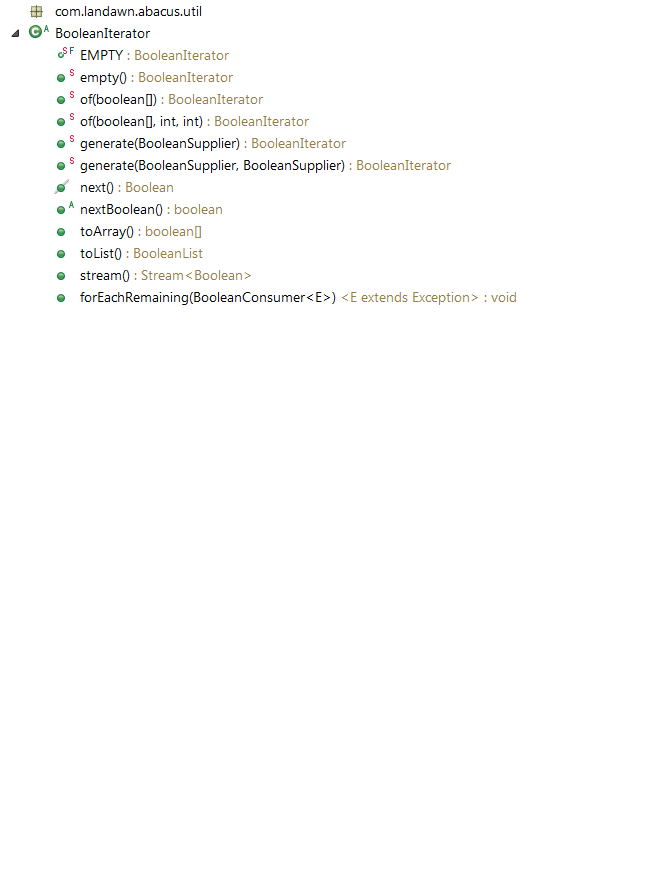 com.landawn.abacus.util
C A BooleanIterator
S F EMPTY : BooleanIterator
S empty() : BooleanIterator
S of(boolean[]) : BooleanIterator
S of(boolean[], int, int) : BooleanIterator
S generate(BooleanSupplier) : BooleanIterator
S generate(BooleanSupplier, BooleanSupplier) : BooleanIterator
next() : Boolean
A nextBoolean() : boolean
toArray() : boolean[]
toList() : BooleanList
stream() : Stream<Boolean>
forEachRemaining(BooleanConsumer<E>) <E extends Exception> : void